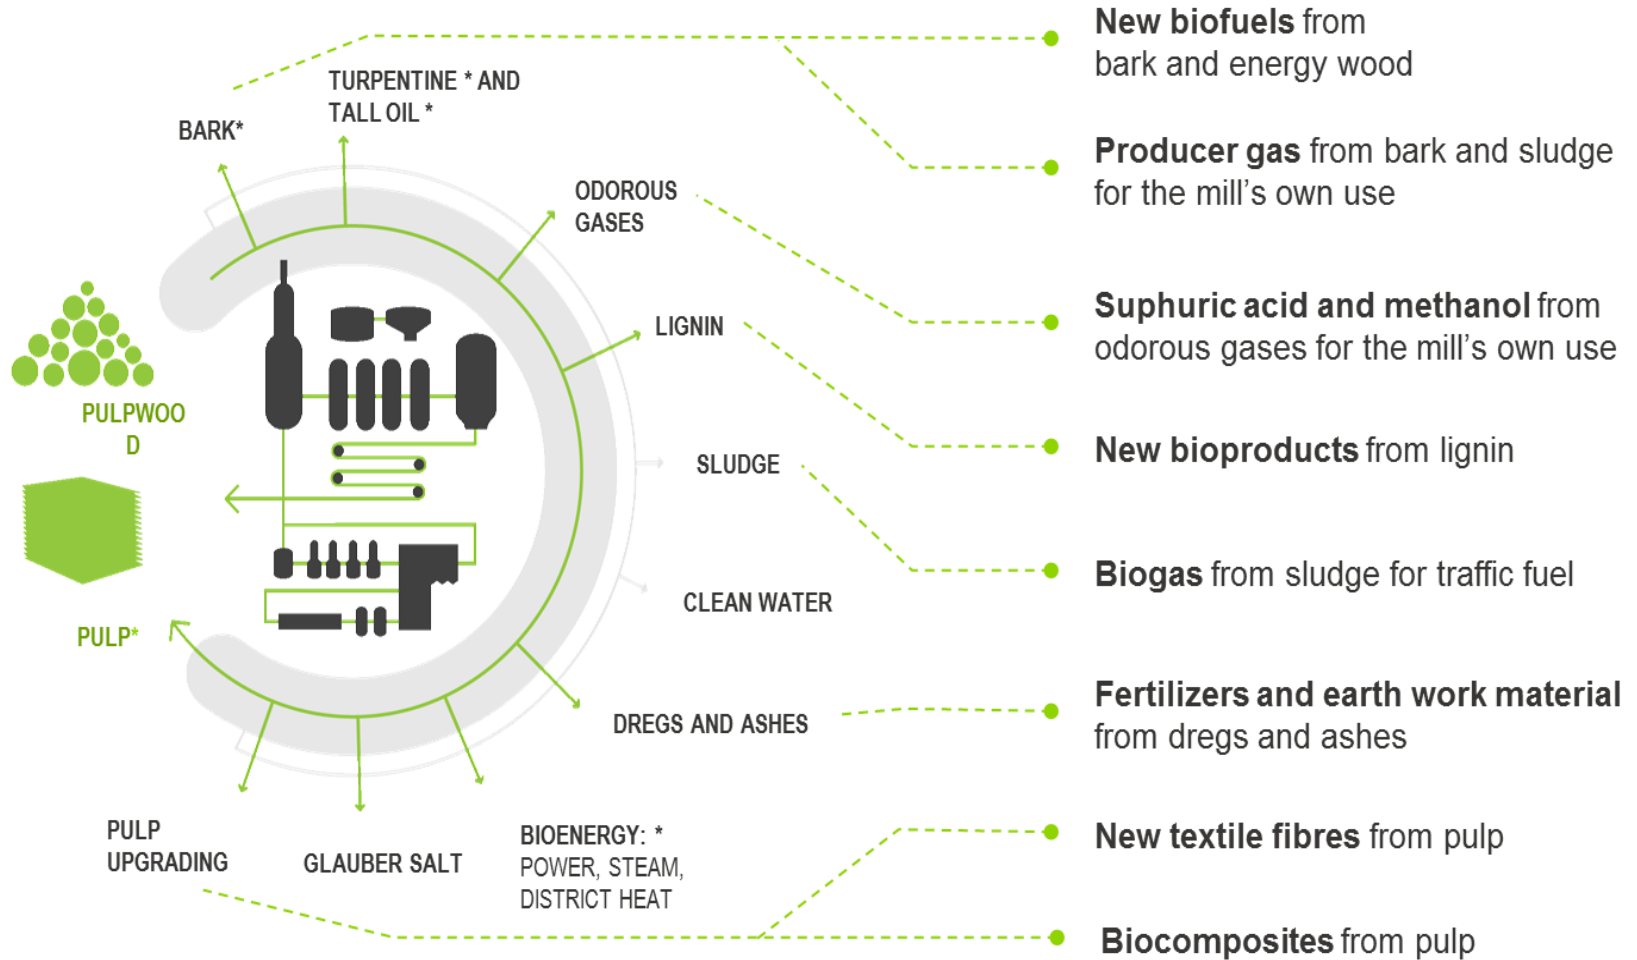 BARK*
TURPENTINE * AND
TALL OIL *
ODOROUS
GASES
LIGNIN
SLUDGE
CLEAN WATER
DREGS AND ASHES
BIOENERGY: *
POWER, STEAM,
DISTRICT HEAT
GLAUBER SALT
PULP
UPGRADING
PULPWOO
D
PULP*
New biofuels from
bark and energy wood
Producer gas from bark and sludge
for the mill's own use
Suphuric acid and methanol from
odorous gases for the mill's own use
New bioproducts from lignin
Biogas from sludge for traffic fuel
Fertilizers and earth work material
from dregs and ashes
New textile fibres from pulp
Biocomposites from pulp